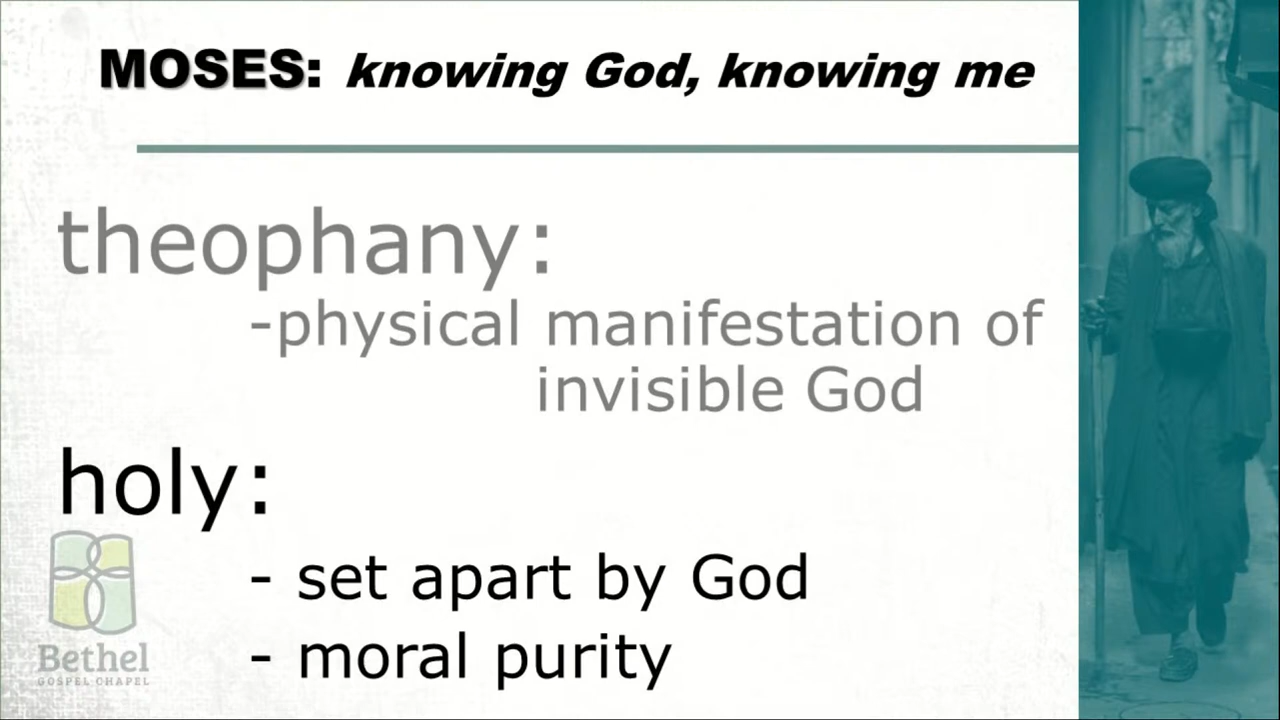 MOSES: knowing God, knowing me
theophany:
-physical manifestation of
invisible God
holy:
- set apart by God
- moral purity
Bethel
GOSPEL CHAPEL